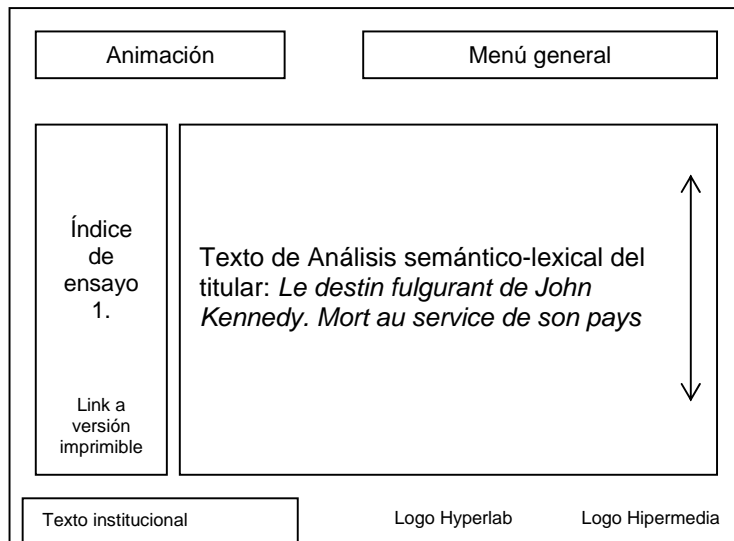 Animación
Menú general
Índice
de
ensayo
1.
Link a
versión
imprimible
Texto de Análisis semántico-lexical del
titular: Le destin fulgurant de John
Kennedy. Mort au service de son pays
Texto institucional
Logo Hyperlab
Logo Hipermedia